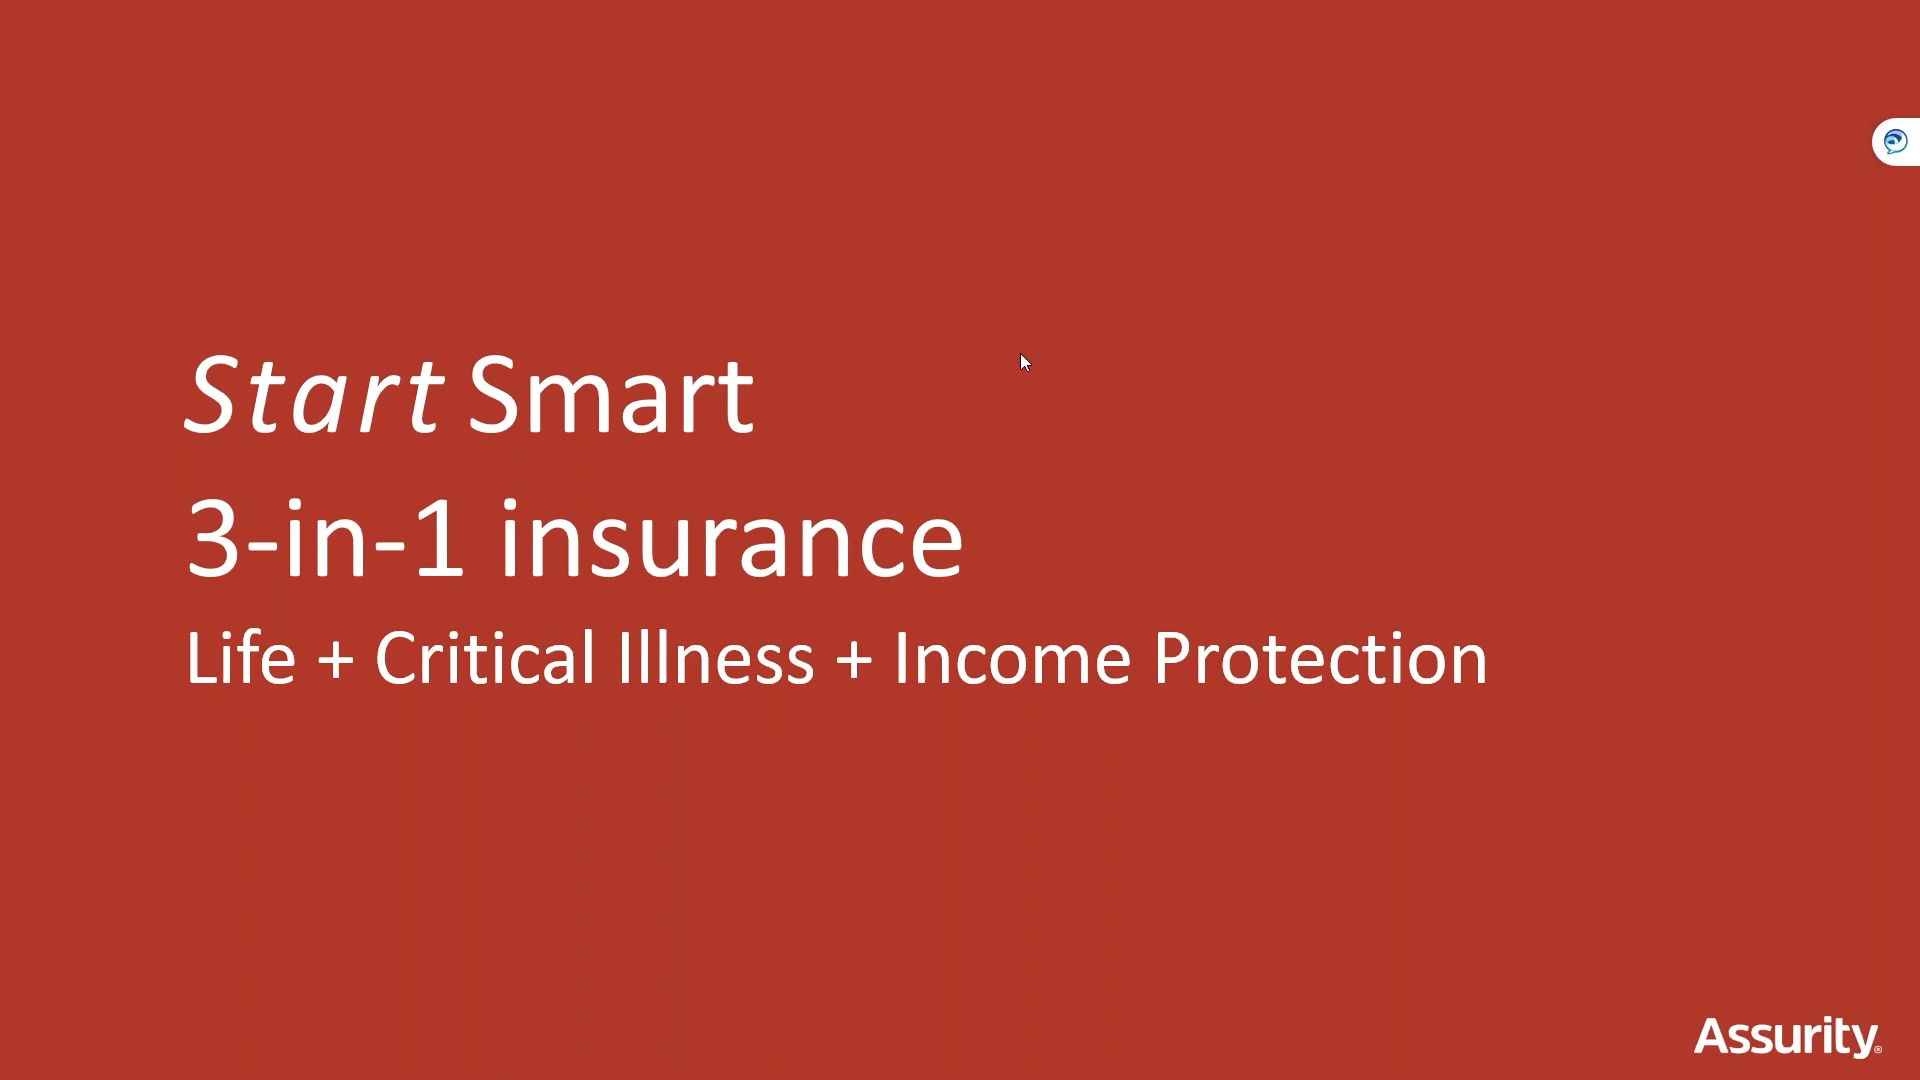 Start Smart
3-in-1 insurance
Life + Critical Illness + Income Protection
Assurity®